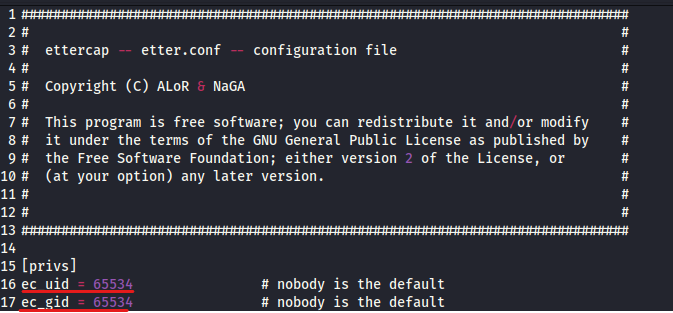 1 ############################################################################
2 # #
3 # ettercap -- etter.conf -- configuration file #
4 # #
5 # Copyright (C) ALoR & NaGA #
6 # #
7 # This program is free software; you can redistribute it and/or modify #
8 # it under the terms of the GNU General Public License as published by #
9 # the Free Software Foundation; either version 2 of the License, or #
10 # (at your option) any later version. #
11 # #
12 # #
13 ############################################################################
14
15 [privs]
16 ec_uid = 65534 # nobody is the default
17 ec_gid = 65534 # nobody is the default